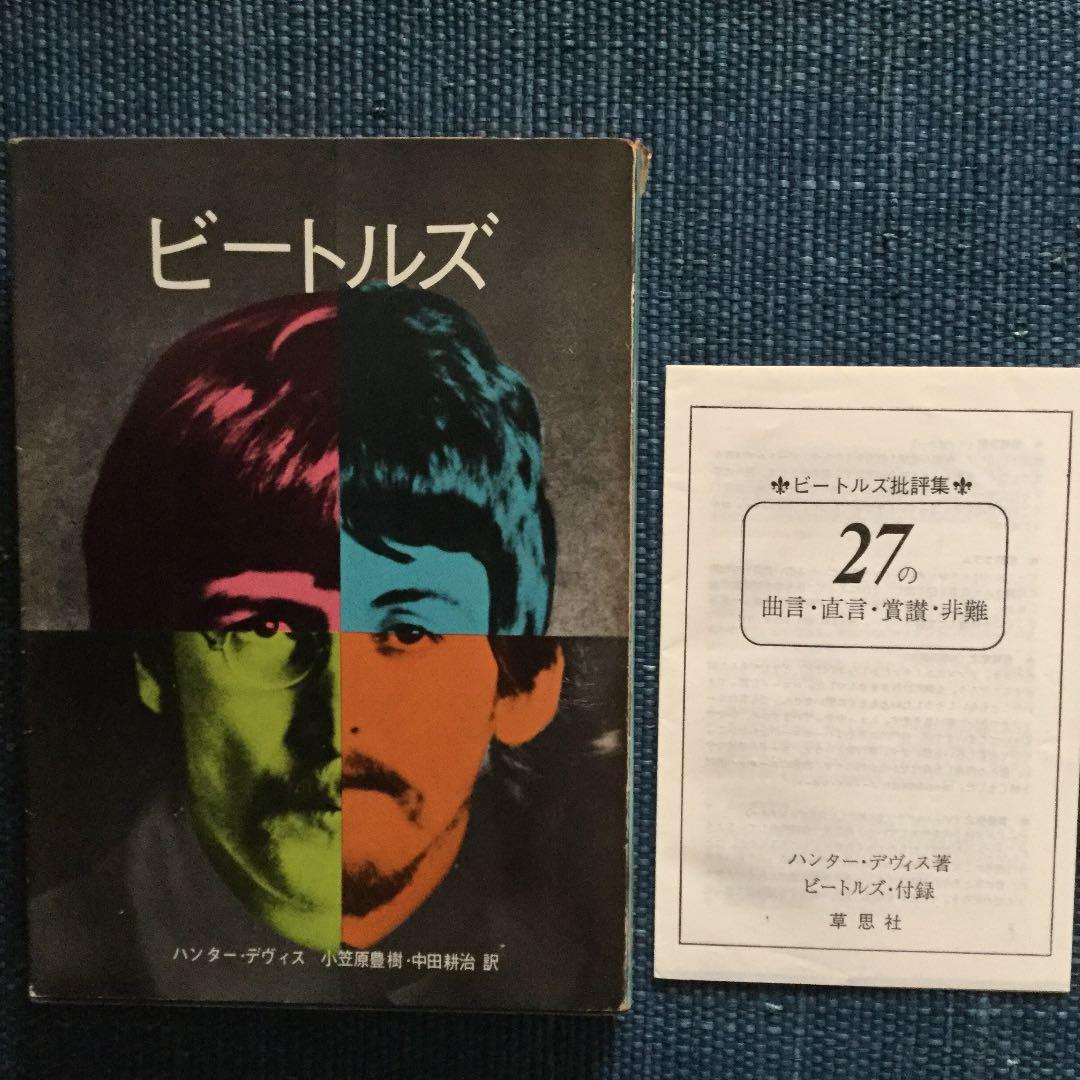 ビートルズ
ハンター・デヴィス 小笠原豊樹・中田耕治 訳
⚜ビートルズ批評集⚜
27の
曲言・直言・賞讃・非難
ハンター・デヴィス著
ビートルズ・付録
草思社